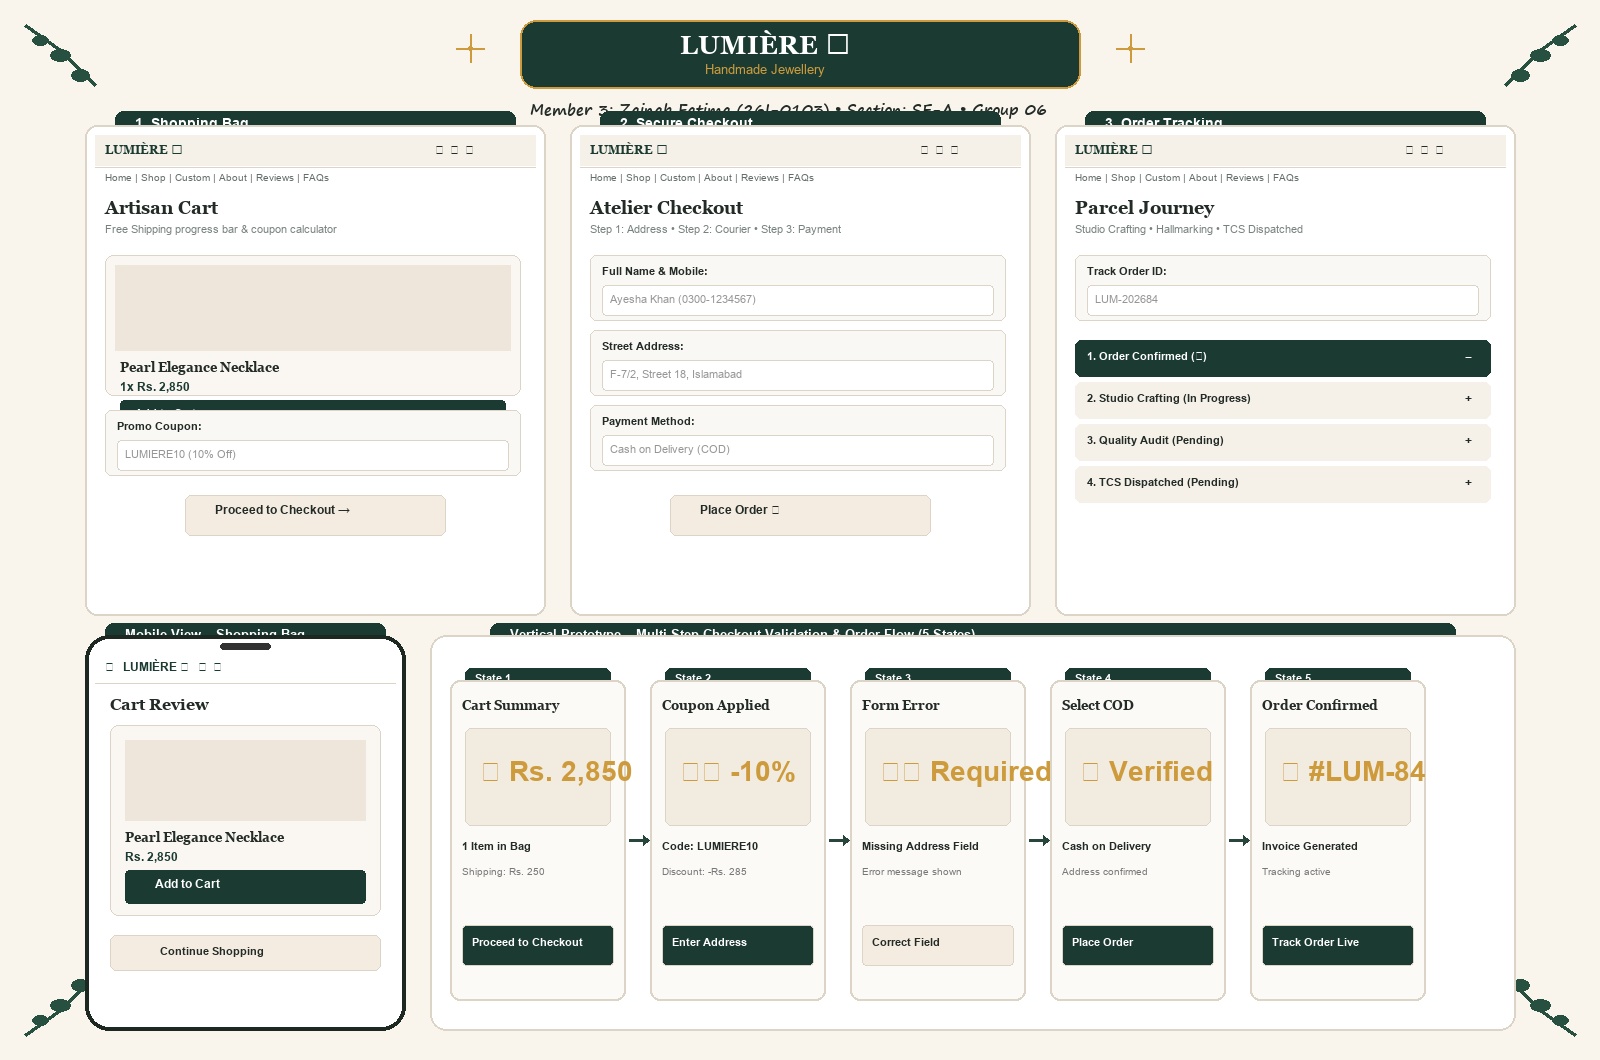 LUMIÈRE □
Handmade Jewellery
Member 3: Zainab Fatima (26L-0103) • Section: SE-A • Group 06
1. Shopping Bag
2. Secure Checkout
3. Order Tracking
LUMIÈRE □ □ □ □
Home | Shop | Custom | About | Reviews | FAQs
Artisan Cart
Free Shipping progress bar & coupon calculator
Pearl Elegance Necklace
1x Rs. 2,850
Add to Cart
Promo Coupon:
LUMIERE10 (10% Off)
Proceed to Checkout →
LUMIÈRE □ □ □ □
Home | Shop | Custom | About | Reviews | FAQs
Atelier Checkout
Step 1: Address • Step 2: Courier • Step 3: Payment
Full Name & Mobile:
Ayesha Khan (0300-1234567)
Street Address:
F-7/2, Street 18, Islamabad
Payment Method:
Cash on Delivery (COD)
Place Order □
LUMIÈRE □ □ □ □
Home | Shop | Custom | About | Reviews | FAQs
Parcel Journey
Studio Crafting • Hallmarking • TCS Dispatched
Track Order ID:
LUM-202684
1. Order Confirmed (□) –
2. Studio Crafting (In Progress) +
3. Quality Audit (Pending) +
4. TCS Dispatched (Pending) +
Mobile View – Shopping Bag
□ LUMIÈRE □ □ □
Cart Review
Pearl Elegance Necklace
Rs. 2,850
Add to Cart
Continue Shopping
Vertical Prototype – Multi-Step Checkout Validation & Order Flow (5 States)
State 1
Cart Summary
□ Rs. 2,850
1 Item in Bag
Shipping: Rs. 250
Proceed to Checkout
State 2
Coupon Applied
□□ -10%
Code: LUMIERE10
Discount: -Rs. 285
Enter Address
State 3
Form Error
□□ Required
Missing Address Field
Error message shown
Correct Field
State 4
Select COD
□ Verified
Cash on Delivery
Address confirmed
Place Order
State 5
Order Confirmed
□ #LUM-84
Invoice Generated
Tracking active
Track Order Live